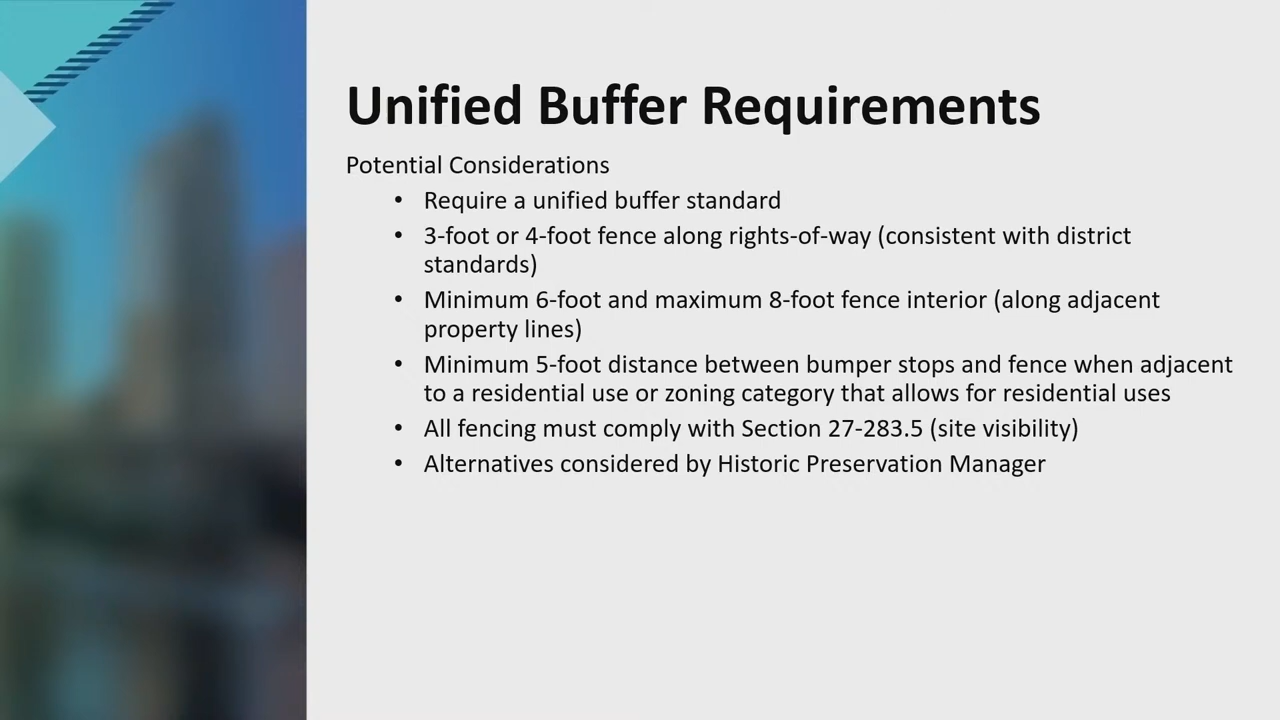 Unified Buffer Requirements
Potential Considerations
• Require a unified buffer standard
• 3-foot or 4-foot fence along rights-of-way (consistent with district
standards)
• Minimum 6-foot and maximum 8-foot fence interior (along adjacent
property lines)
• Minimum 5-foot distance between bumper stops and fence when adjacent
to a residential use or zoning category that allows for residential uses
• All fencing must comply with Section 27-283.5 (site visibility)
• Alternatives considered by Historic Preservation Manager